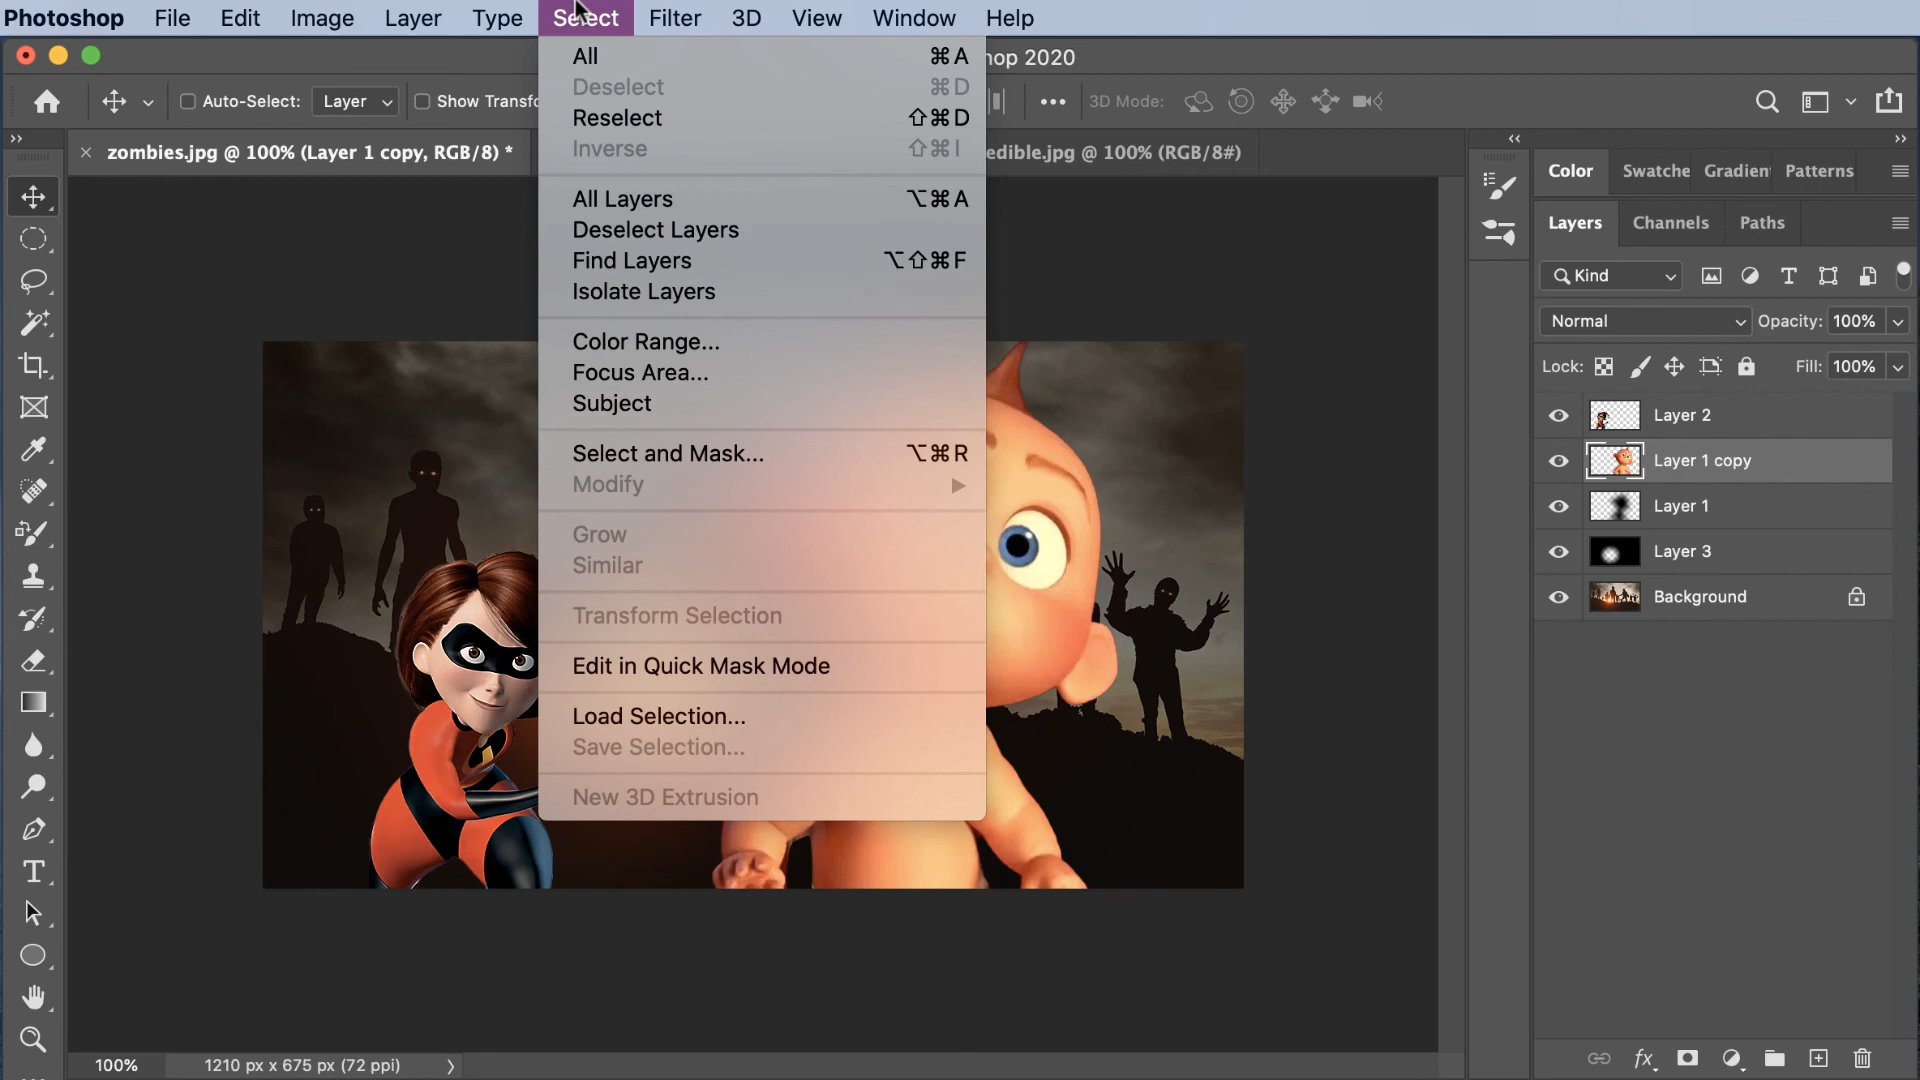 Photoshop File Edit Image Layer Type Select Filter 3D View Window Help
hop 2020
Auto-Select: Layer Show Transfo 3D Mode:
× zombies.jpg @ 100% (Layer 1 copy, RGB/8) * edible.jpg @ 100% (RGB/8#)
All ⌘A
Deselect ⌘D
Reselect ⇧⌘D
Inverse ⇧⌘I
All Layers ⌥⌘A
Deselect Layers
Find Layers ⌥⇧⌘F
Isolate Layers
Color Range...
Focus Area...
Subject
Select and Mask... ⌥⌘R
Modify
Grow
Similar
Transform Selection
Edit in Quick Mask Mode
Load Selection...
Save Selection...
New 3D Extrusion
Color Swatche Gradien Patterns
Layers Channels Paths
Kind
Normal Opacity: 100%
Lock: Fill: 100%
Layer 2
Layer 1 copy
Layer 1
Layer 3
Background
100% 1210 px x 675 px (72 ppi)